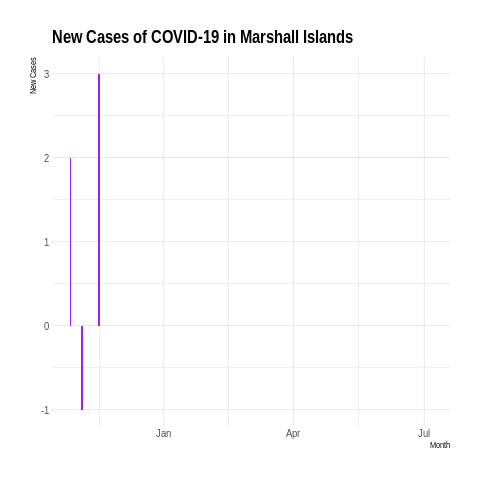 New Cases of COVID-19 in Marshall Islands
New Cases
3
2
1
0
-1
Jan Apr Jul
Month